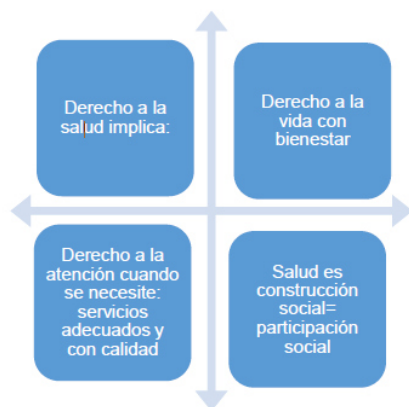 Derecho a la
salud implica:
Derecho a la
vida con
bienestar
Derecho a la
atención cuando
se necesite:
servicios
adecuados y
con calidad
Salud es
construcción
social=
participación
social